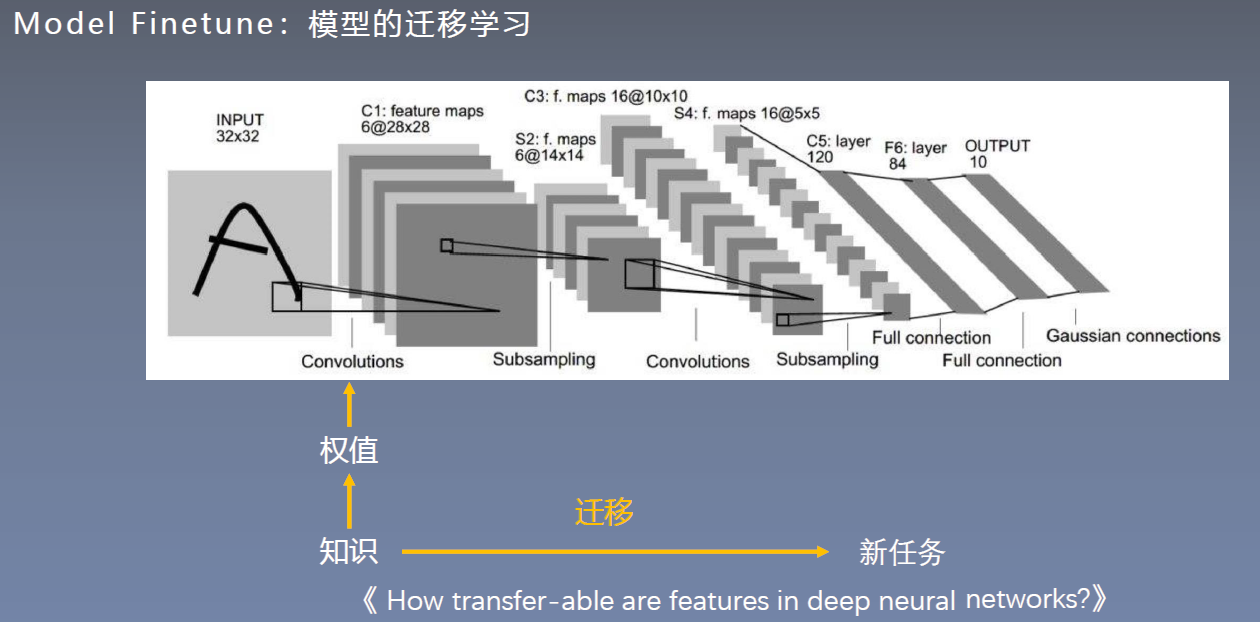 Model Finetune：模型的迁移学习
INPUT
32x32
C1: feature maps
6@28x28
S2: f. maps
6@14x14
C3: f. maps 16@10x10
S4: f. maps 16@5x5
C5: layer
120
F6: layer
84
OUTPUT
10
Convolutions
Subsampling
Convolutions
Subsampling
Full connection
Full connection
Gaussian connections
权值
迁移
知识
新任务
《 How transfer-able are features in deep neural networks?》